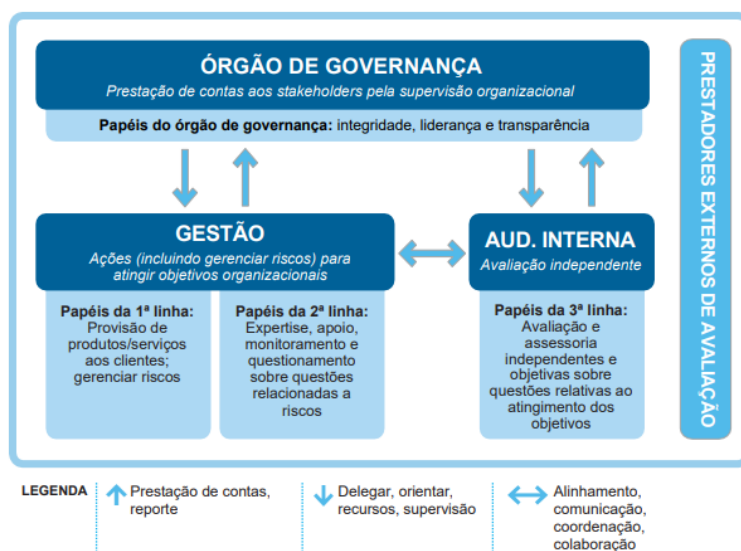 ÓRGÃO DE GOVERNANÇA
Prestação de contas aos stakeholders pela supervisão organizacional
Papéis do órgão de governança: integridade, liderança e transparência
GESTÃO
Ações (incluindo gerenciar riscos) para
atingir objetivos organizacionais
Papéis da 1ª linha:
Provisão de
produtos/serviços
aos clientes;
gerenciar riscos
Papéis da 2ª linha:
Expertise, apoio,
monitoramento e
questionamento
sobre questões
relacionadas a
riscos
AUD. INTERNA
Avaliação independente
Papéis da 3ª linha:
Avaliação e
assessoria
independentes e
objetivas sobre
questões relativas ao
atingimento dos
objetivos
PRESTADORES EXTERNOS DE AVALIAÇÃO
LEGENDA
Prestação de contas,
reporte
Delegar, orientar,
recursos, supervisão
Alinhamento,
comunicação,
coordenação,
colaboração